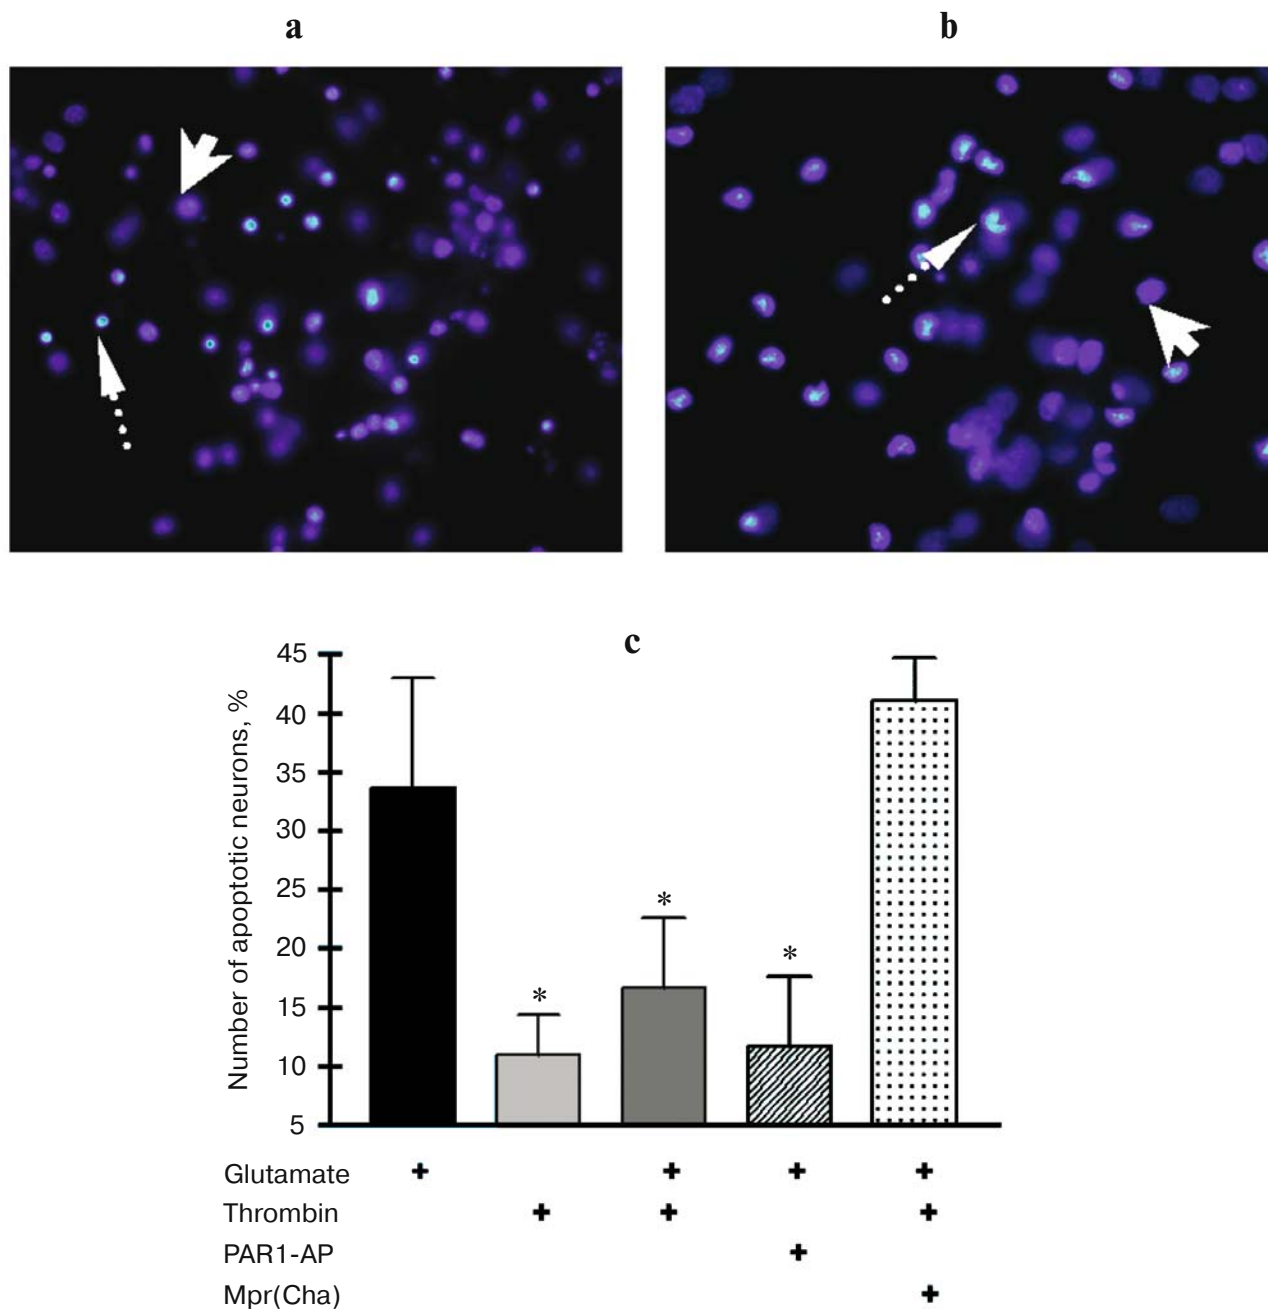 a b
c
Number of apoptotic neurons, %
45
40
35
30
25
20
15
10
5
*
*
*
Glutamate + + + +
Thrombin + + +
PAR1-AP +
Mpr(Cha) +